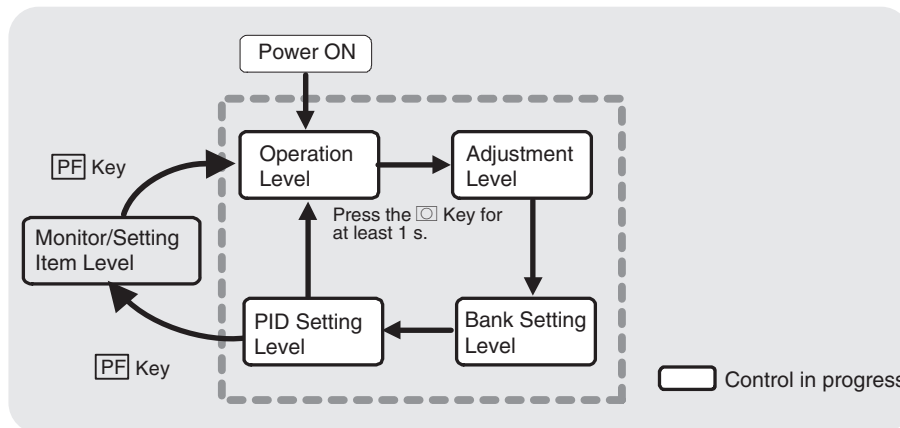 Power ON
Operation
Level
Adjustment
Level
PF Key
Press the Key for
at least 1 s.
Monitor/Setting
Item Level
PID Setting
Level
Bank Setting
Level
PF Key
Control in progress